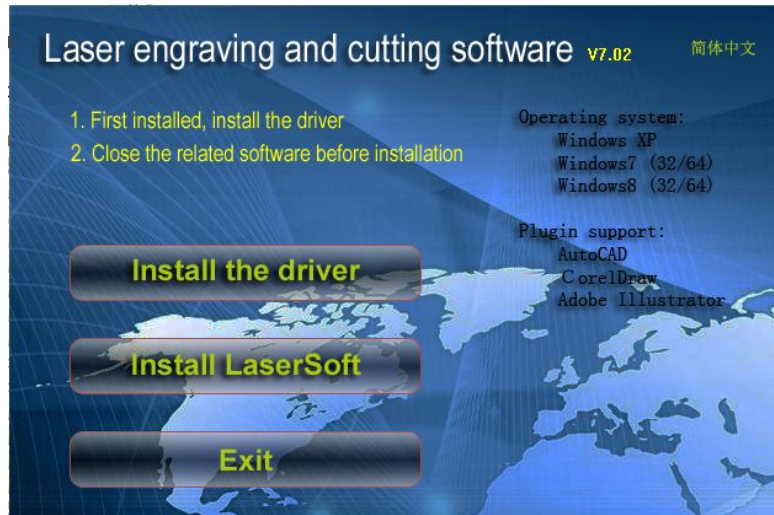 Laser engraving and cutting software V7.02 简体中文
1. First installed, install the driver
2. Close the related software before installation
Operating system:
Windows XP
Windows7 (32/64)
Windows8 (32/64)
Plugin support:
AutoCAD
CorelDraw
Adobe Illustrator
Install the driver
Install LaserSoft
Exit